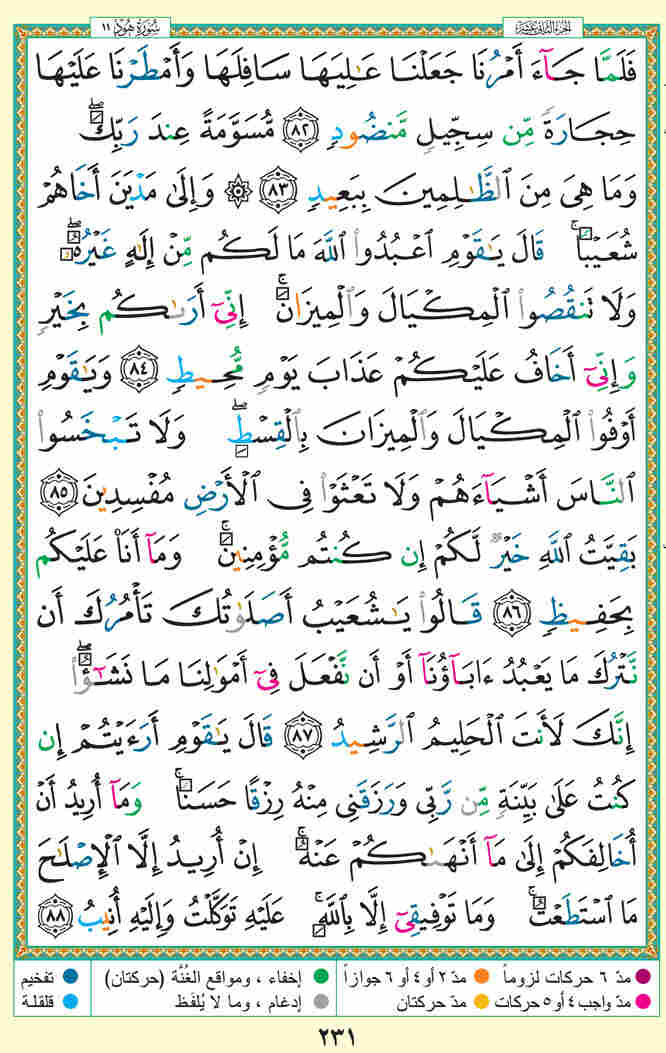 سُورَةُ هُودٍ ١١
الجزء الثاني عشر
فَلَمَّا جَآءَ أَمْرُنَا جَعَلْنَا عَٰلِيَهَا سَافِلَهَا وَأَمْطَرْنَا عَلَيْهَا
حِجَارَةً مِّن سِجِّيلٍ مَّنضُودٍ ٨٢ مُّسَوَّمَةً عِندَ رَبِّكَۖ
وَمَا هِىَ مِنَ ٱلظَّٰلِمِينَ بِبَعِيدٍ ٨٣ ۞ وَإِلَىٰ مَدْيَنَ أَخَاهُمْ
شُعَيْبًاۚ قَالَ يَٰقَوْمِ ٱعْبُدُوا۟ ٱللَّهَ مَا لَكُم مِّنْ إِلَٰهٍ غَيْرُهُۥۖ
وَلَا تَنقُصُوا۟ ٱلْمِكْيَالَ وَٱلْمِيزَانَۚ إِنِّىٓ أَرَىٰكُم بِخَيْرٍ
وَإِنِّىٓ أَخَافُ عَلَيْكُمْ عَذَابَ يَوْمٍ مُّحِيطٍ ٨٤ وَيَٰقَوْمِ
أَوْفُوا۟ ٱلْمِكْيَالَ وَٱلْمِيزَانَ بِٱلْقِسْطِۖ وَلَا تَبْخَسُوا۟
ٱلنَّاسَ أَشْيَآءَهُمْ وَلَا تَعْثَوْا۟ فِى ٱلْأَرْضِ مُفْسِدِينَ ٨٥
بَقِيَّتُ ٱللَّهِ خَيْرٌ لَّكُمْ إِن كُنتُم مُّؤْمِنِينَۚ وَمَآ أَنَا۠ عَلَيْكُم
بِحَفِيظٍ ٨٦ قَالُوا۟ يَٰشُعَيْبُ أَصَلَوٰتُكَ تَأْمُرُكَ أَن
نَّتْرُكَ مَا يَعْبُدُ ءَابَآؤُنَآ أَوْ أَن نَّفْعَلَ فِىٓ أَمْوَٰلِنَا مَا نَشَٰٓؤُا۟ۖ
إِنَّكَ لَأَنتَ ٱلْحَلِيمُ ٱلرَّشِيدُ ٨٧ قَالَ يَٰقَوْمِ أَرَءَيْتُمْ إِن
كُنتُ عَلَىٰ بَيِّنَةٍ مِّن رَّبِّى وَرَزَقَنِى مِنْهُ رِزْقًا حَسَنًاۚ وَمَآ أُرِيدُ أَنْ
أُخَالِفَكُمْ إِلَىٰ مَآ أَنْهَىٰكُمْ عَنْهُۚ إِنْ أُرِيدُ إِلَّا ٱلْإِصْلَٰحَ
مَا ٱسْتَطَعْتُۚ وَمَا تَوْفِيقِىٓ إِلَّا بِٱللَّهِۚ عَلَيْهِ تَوَكَّلْتُ وَإِلَيْهِ أُنِيبُ ٨٨
مدّ ٦ حركات لزوماً
مدّ ٢ أو ٤ أو ٦ جوازاً
إخفاء ، ومواقع الغُنَّة (حركتان)
تفخيم
مدّ واجب ٤ أو ٥ حركات
مدّ حركتان
إدغام ، وما لا يُلفَظ
قلقلة
٢٣١